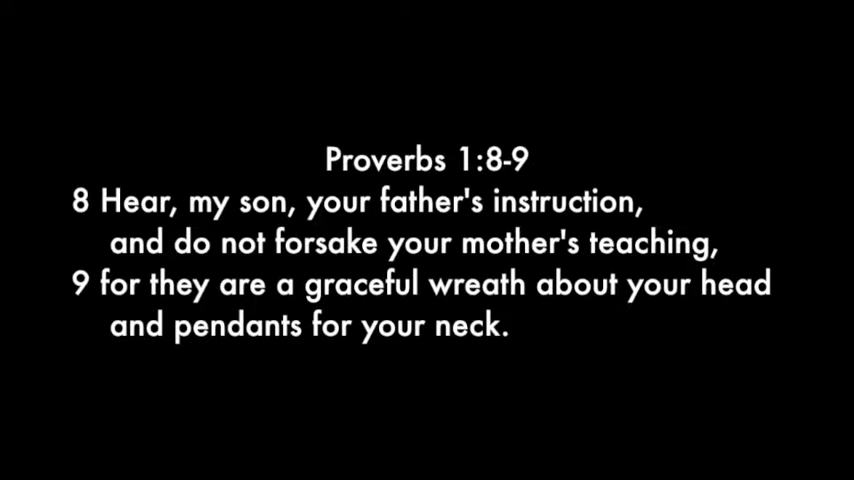 Proverbs 1:8-9
8 Hear, my son, your father's instruction,
and do not forsake your mother's teaching,
9 for they are a graceful wreath about your head
and pendants for your neck.